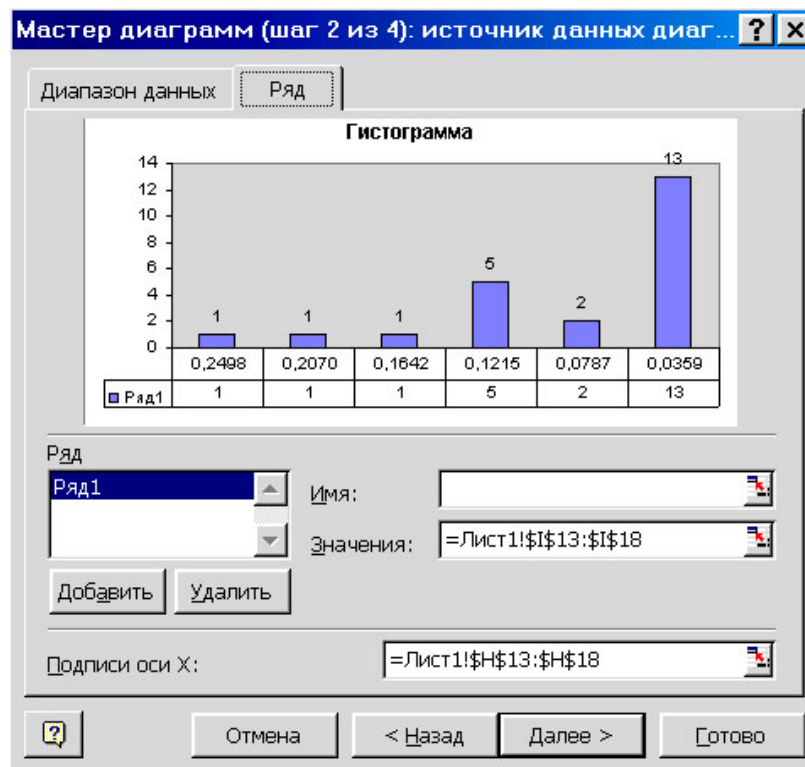 Мастер диаграмм (шаг 2 из 4): источник данных диаг...
Диапазон данных
Ряд
Гистограмма
14
12
10
8
6
4
2
0
1 1 1 5 2 13
0,2498 0,2070 0,1642 0,1215 0,0787 0,0359
Ряд1 1 1 1 5 2 13
Ряд
Ряд1
Имя:
Значения: =Лист1!$I$13:$I$18
Добавить Удалить
Подписи оси X: =Лист1!$H$13:$H$18
Отмена < Назад Далее > Готово